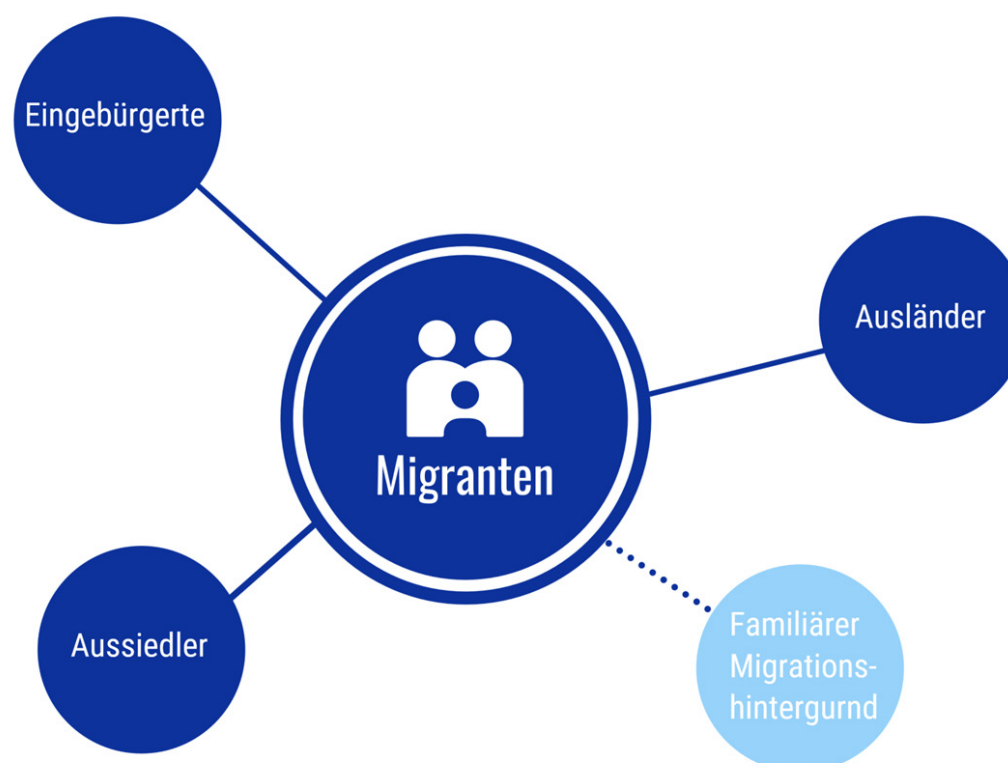 Eingebürgerte
Ausländer
Migranten
Aussiedler
Familiärer
Migrations-
hintergurnd